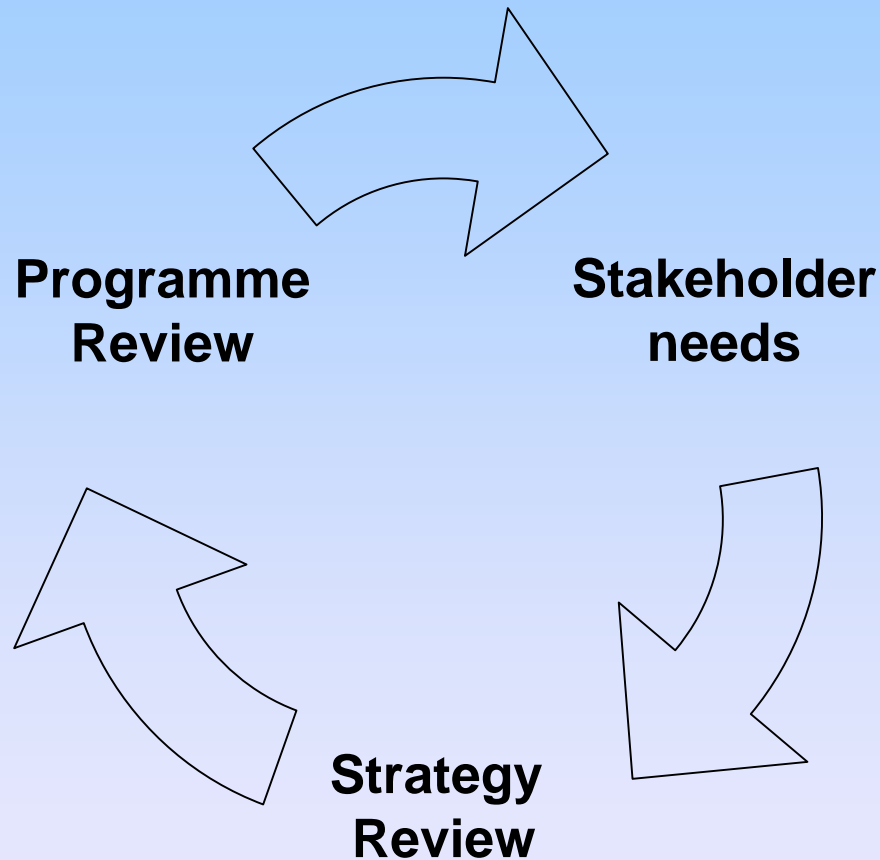 Programme
Review
Stakeholder
needs
Strategy
Review